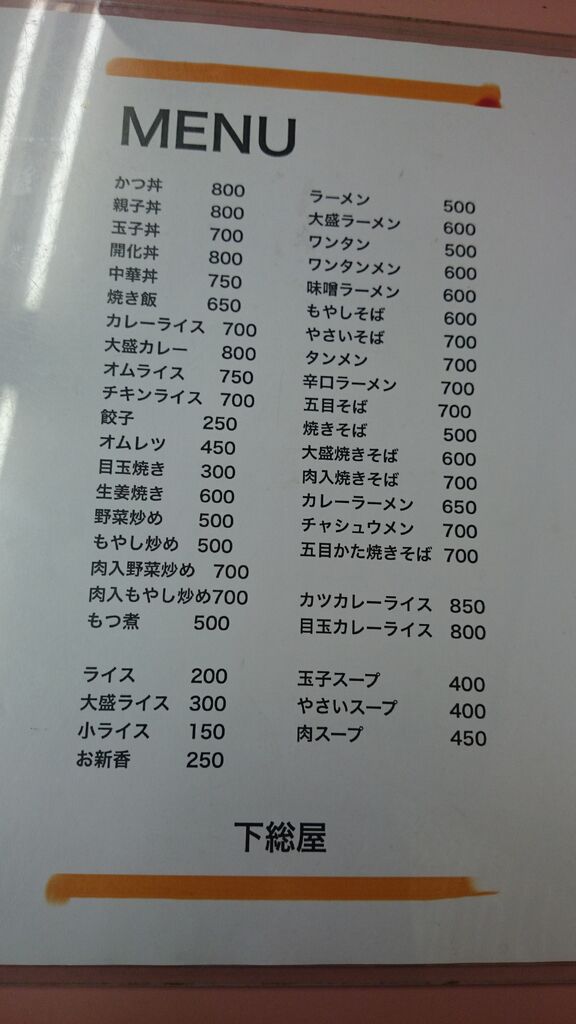 MENU
かつ丼 800
親子丼 800
玉子丼 700
開化丼 800
中華丼 750
焼き飯 650
カレーライス 700
大盛カレー 800
オムライス 750
チキンライス 700
餃子 250
オムレツ 450
目玉焼き 300
生姜焼き 600
野菜炒め 500
もやし炒め 500
肉入野菜炒め 700
肉入もやし炒め700
もつ煮 500
ライス 200
大盛ライス 300
小ライス 150
お新香 250
ラーメン 500
大盛ラーメン 600
ワンタン 500
ワンタンメン 600
味噌ラーメン 600
もやしそば 600
やさいそば 700
タンメン 700
辛口ラーメン 700
五目そば 700
焼きそば 500
大盛焼きそば 600
肉入焼きそば 700
カレーラーメン 650
チャシュウメン 700
五目かた焼きそば 700
カツカレーライス 850
目玉カレーライス 800
玉子スープ 400
やさいスープ 400
肉スープ 450
下総屋